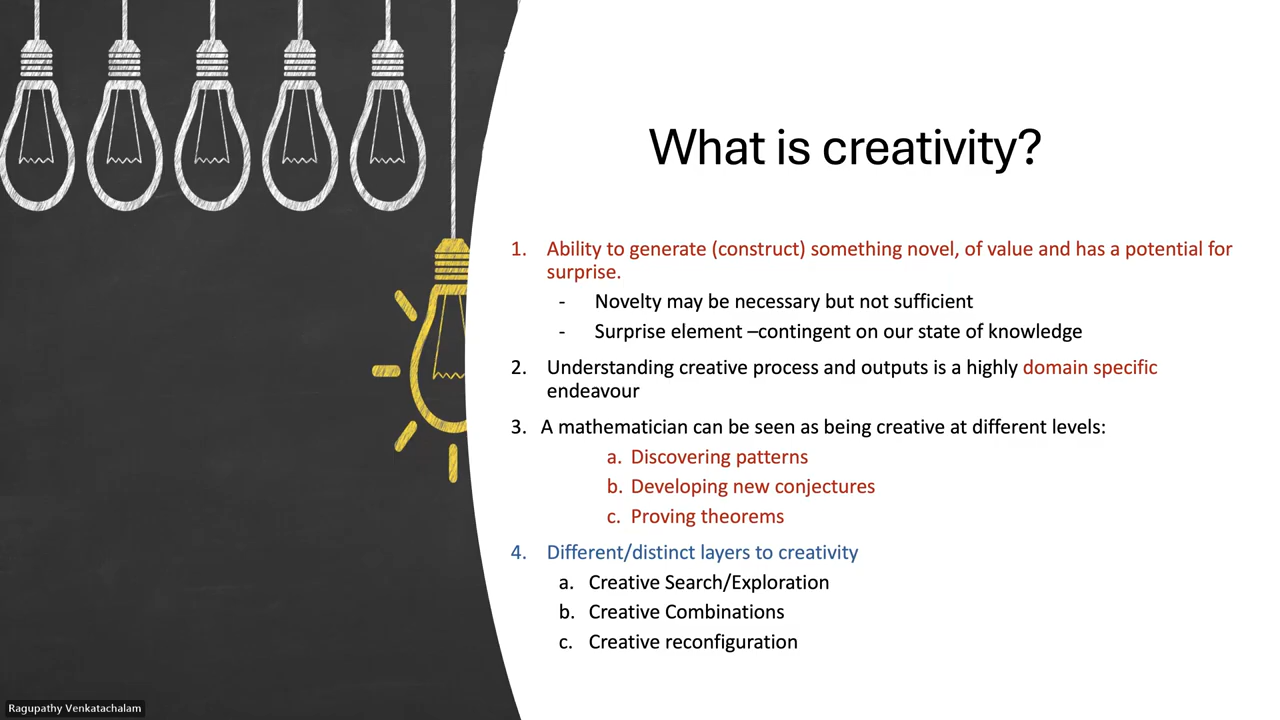 What is creativity?
1. Ability to generate (construct) something novel, of value and has a potential for
surprise.
- Novelty may be necessary but not sufficient
- Surprise element –contingent on our state of knowledge
2. Understanding creative process and outputs is a highly domain specific
endeavour
3. A mathematician can be seen as being creative at different levels:
a. Discovering patterns
b. Developing new conjectures
c. Proving theorems
4. Different/distinct layers to creativity
a. Creative Search/Exploration
b. Creative Combinations
c. Creative reconfiguration
Ragupathy Venkatachalam